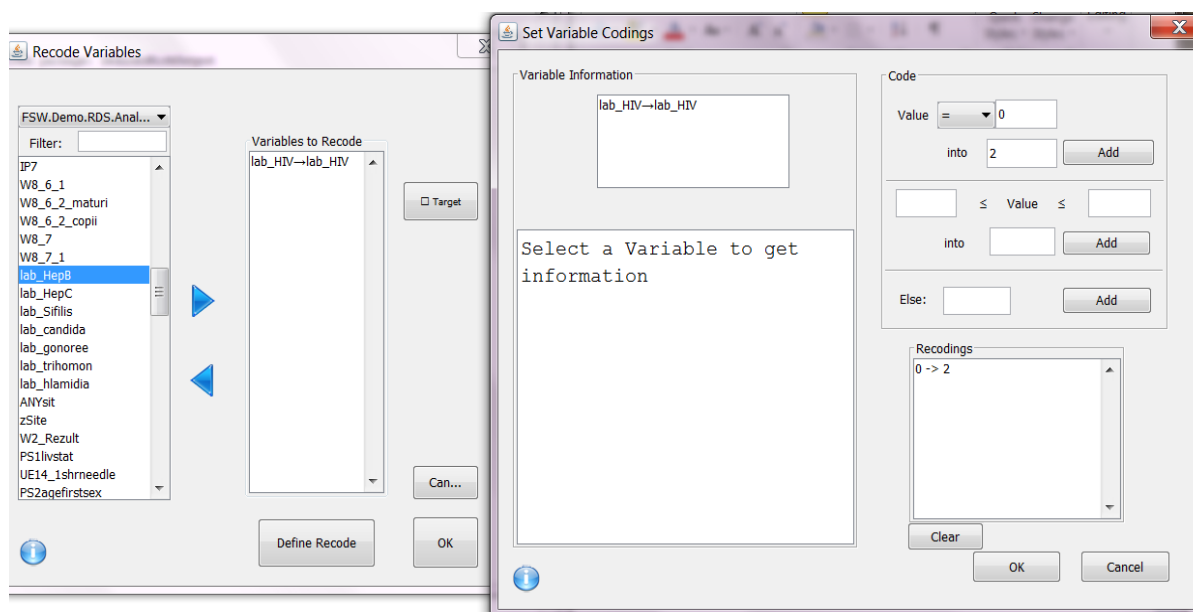 Recode Variables
FSW.Demo.RDS.Anal...
Filter:
IP7
W8_6_1
W8_6_2_maturi
W8_6_2_copii
W8_7
W8_7_1
lab_HepB
lab_HepC
lab_Sifilis
lab_candida
lab_gonoree
lab_trihomon
lab_hlamidia
ANYsit
zSite
W2_Rezult
PS1livstat
UE14_1shrneedle
PS2agefirstsex
Variables to Recode
lab_HIV→lab_HIV
Target
Can...
Define Recode
OK
Set Variable Codings
Variable Information
lab_HIV→lab_HIV
Select a Variable to get
information
Code
Value = 0
into 2 Add
≤ Value ≤
into Add
Else: Add
Recodings
0 -> 2
Clear
OK Cancel